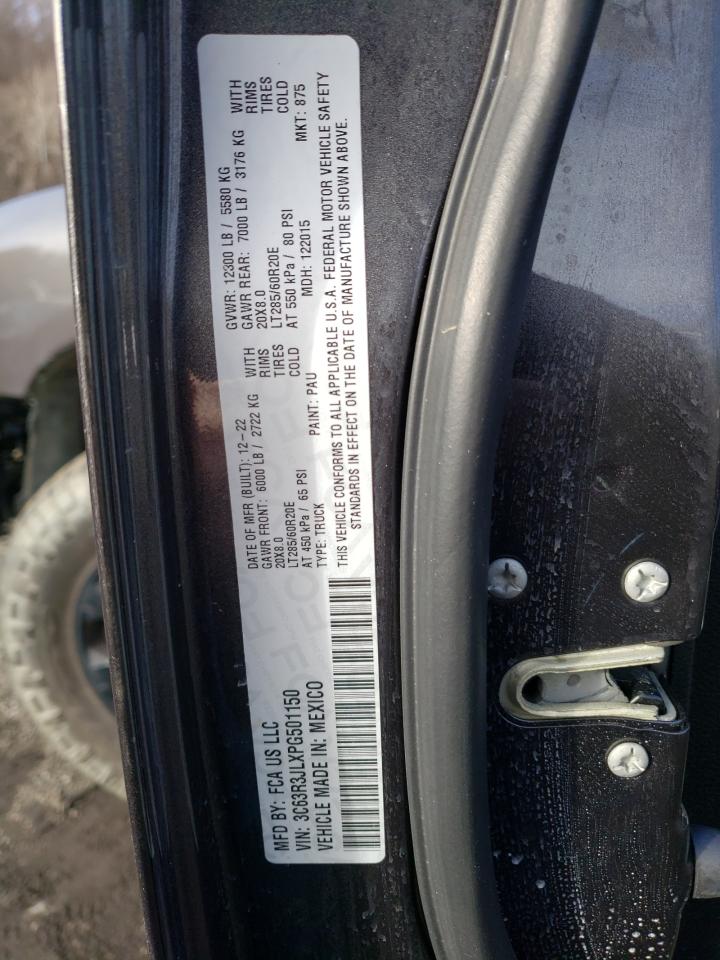 MFD BY: FCA US LLC
VIN: 3C63R3JLXPG501150
VEHICLE MADE IN: MEXICO
DATE OF MFR (BUILT): 12-22 GVWR: 12300 LB / 5580 KG
GAWR FRONT: 6000 LB / 2722 KG WITH GAWR REAR: 7000 LB / 3176 KG WITH
20X8.0 RIMS 20X8.0 RIMS
LT285/60R20E TIRES LT285/60R20E TIRES
AT 450 kPa / 65 PSI COLD AT 550 kPa / 80 PSI COLD
TYPE: TRUCK PAINT: PAU MDH: 122015 MKT: 875
THIS VEHICLE CONFORMS TO ALL APPLICABLE U.S.A. FEDERAL MOTOR VEHICLE SAFETY
STANDARDS IN EFFECT ON THE DATE OF MANUFACTURE SHOWN ABOVE.